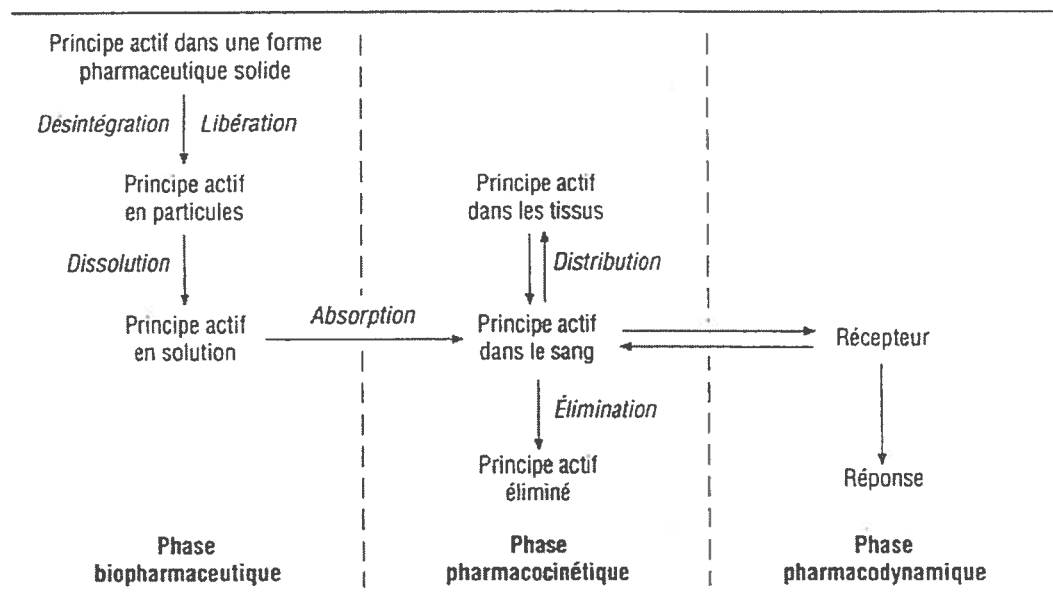 Principe actif dans une forme
pharmaceutique solide
Désintégration Libération
Principe actif
en particules
Dissolution
Principe actif
en solution
Absorption
Principe actif
dans les tissus
Distribution
Principe actif
dans le sang
Élimination
Principe actif
éliminé
Récepteur
Réponse
Phase
biopharmaceutique
Phase
pharmacocinétique
Phase
pharmacodynamique